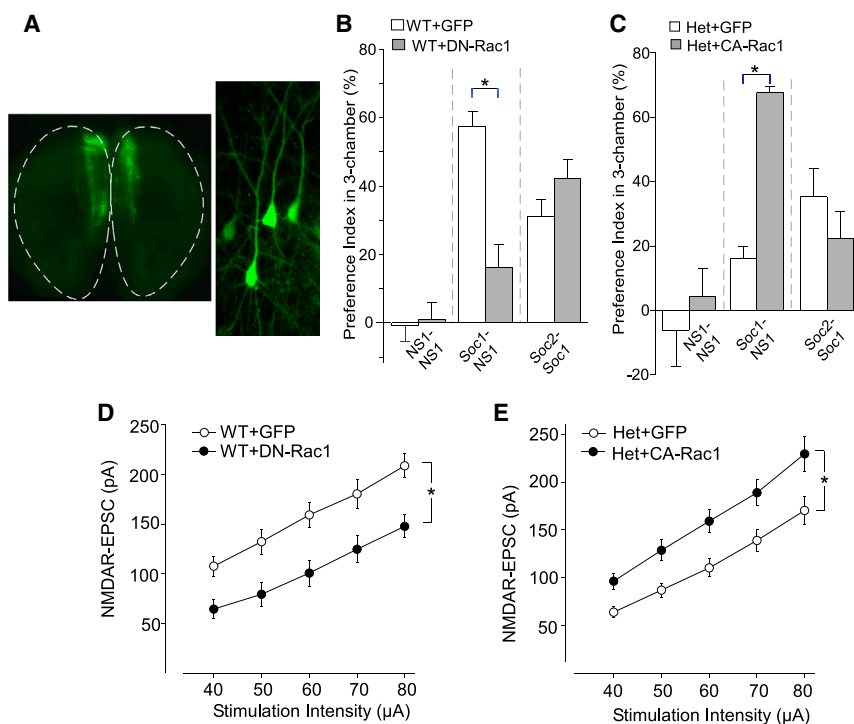 A
B
WT+GFP
WT+DN-Rac1
Preference Index in 3-chamber (%)
80
60
40
20
0
*
NS1-
NS1
Soc1-
NS1
Soc2-
Soc1
C
Het+GFP
Het+CA-Rac1
Preference Index in 3-chamber (%)
80
60
40
20
0
-20
*
NS1-
NS1
Soc1-
NS1
Soc2-
Soc1
D
WT+GFP
WT+DN-Rac1
NMDAR-EPSC (pA)
250
200
150
100
50
*
40 50 60 70 80
Stimulation Intensity (µA)
E
Het+GFP
Het+CA-Rac1
NMDAR-EPSC (pA)
250
200
150
100
50
*
40 50 60 70 80
Stimulation Intensity (µA)